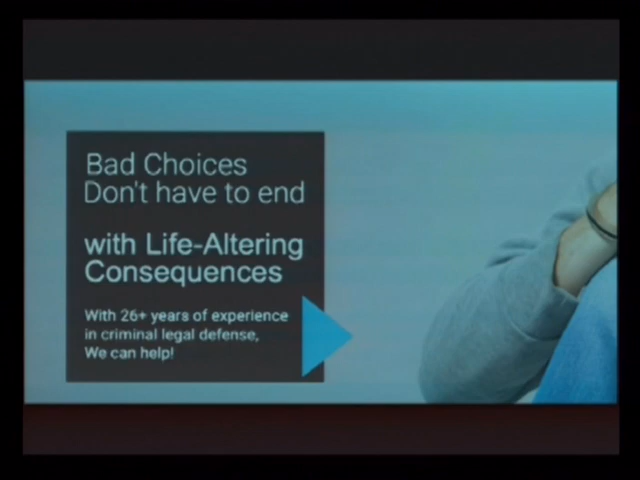 Bad Choices
Don't have to end
with Life-Altering
Consequences
With 26+ years of experience
in criminal legal defense,
We can help!